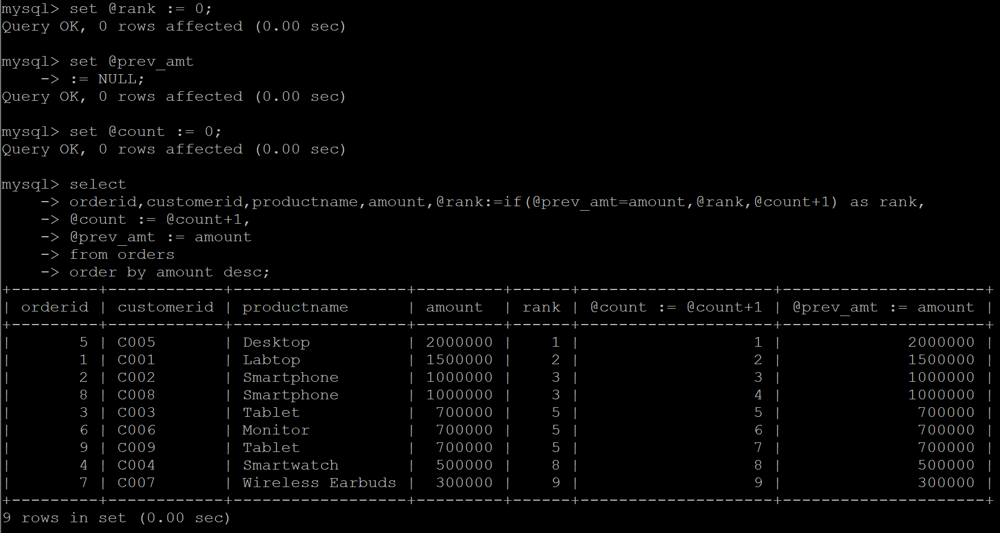 mysql> set @rank := 0;
Query OK, 0 rows affected (0.00 sec)
mysql> set @prev_amt
    -> := NULL;
Query OK, 0 rows affected (0.00 sec)
mysql> set @count := 0;
Query OK, 0 rows affected (0.00 sec)
mysql> select
    -> orderid,customerid,productname,amount,@rank:=if(@prev_amt=amount,@rank,@count+1) as rank,
    -> @count := @count+1,
    -> @prev_amt := amount
    -> from orders
    -> order by amount desc;
+---------+------------+------------------+---------+------+--------------------+---------------------+
| orderid | customerid | productname      | amount  | rank | @count := @count+1 | @prev_amt := amount |
+---------+------------+------------------+---------+------+--------------------+---------------------+
|       5 | C005       | Desktop          | 2000000 |    1 |                  1 |             2000000 |
|       1 | C001       | Labtop           | 1500000 |    2 |                  2 |             1500000 |
|       2 | C002       | Smartphone       | 1000000 |    3 |                  3 |             1000000 |
|       8 | C008       | Smartphone       | 1000000 |    3 |                  4 |             1000000 |
|       3 | C003       | Tablet           |  700000 |    5 |                  5 |              700000 |
|       6 | C006       | Monitor          |  700000 |    5 |                  6 |              700000 |
|       9 | C009       | Tablet           |  700000 |    5 |                  7 |              700000 |
|       4 | C004       | Smartwatch       |  500000 |    8 |                  8 |              500000 |
|       7 | C007       | Wireless Earbuds |  300000 |    9 |                  9 |              300000 |
+---------+------------+------------------+---------+------+--------------------+---------------------+
9 rows in set (0.00 sec)